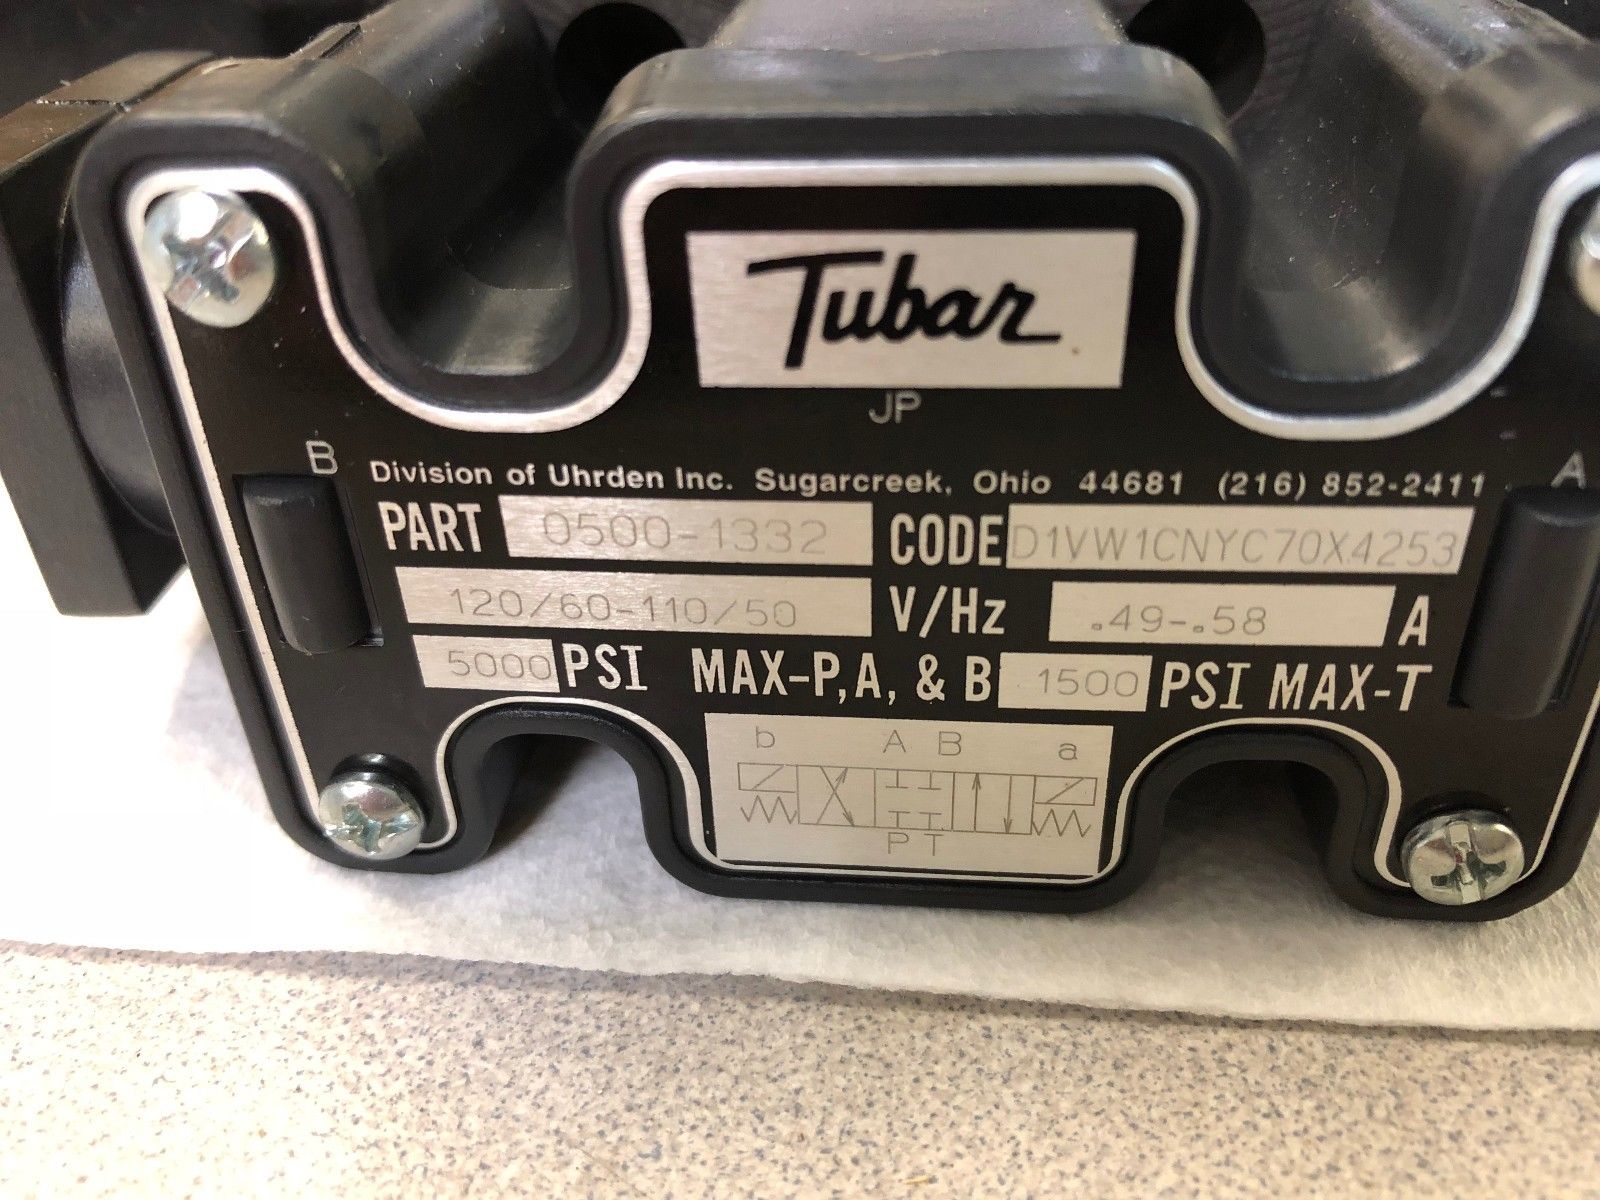 Tubar
JP
B
A
Division of Uhrden Inc. Sugarcreek, Ohio 44681 (216) 852-2411
PART 0500-1332 CODE D1VW1CNYC70X4253
120/60-110/50 V/Hz .49-.58 A
5000 PSI MAX-P,A, & B 1500 PSI MAX-T
b A B a
P T